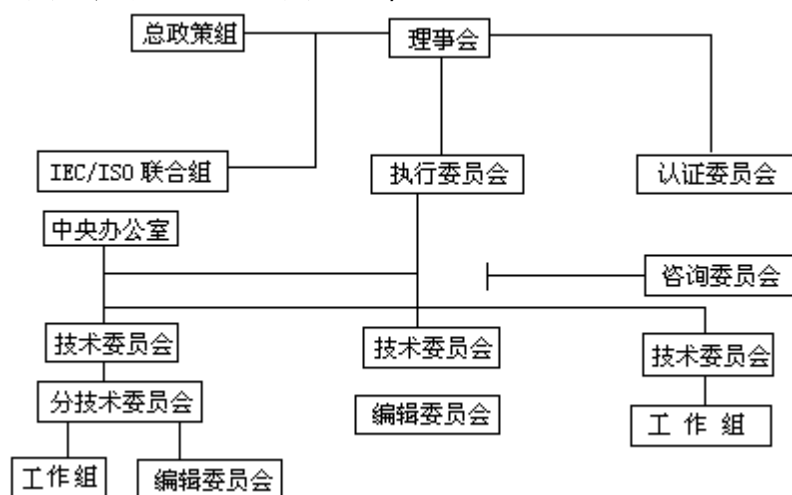 总政策组
理事会
IEC/ISO 联合组
执行委员会
认证委员会
中央办公室
咨询委员会
技术委员会
技术委员会
技术委员会
分技术委员会
编辑委员会
工 作 组
工作组
编辑委员会